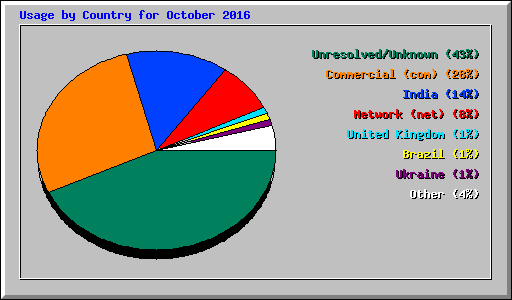 Usage by Country for October 2016
Unresolved/Unknown (43%)
Commercial (com) (28%)
India (14%)
Network (net) (8%)
United Kingdom (1%)
Brazil (1%)
Ukraine (1%)
Other (4%)